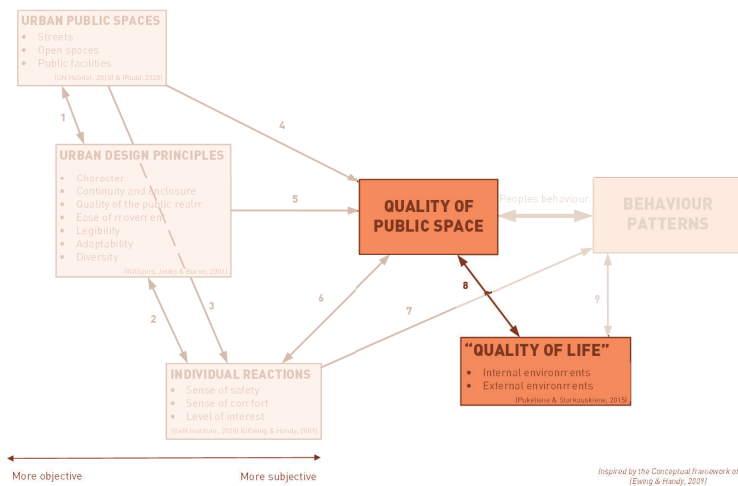 URBAN PUBLIC SPACES
• Streets
• Open spaces
• Public facilities
(UN Habitat, 2018) & (Rudd, 2020)
1
4
URBAN DESIGN PRINCIPLES
• Character
• Continuity and enclosure
• Quality of the public realm
• Ease of movement
• Legibility
• Adaptability
• Diversity
(Williams, Jenks & Burton, 2001)
5
QUALITY OF
PUBLIC SPACE
Peoples behaviour
BEHAVIOUR
PATTERNS
2
3
6
7
8
9
INDIVIDUAL REACTIONS
• Sense of safety
• Sense of comfort
• Level of interest
(Gehl Institute, 2020) & (Ewing & Handy, 2009)
“QUALITY OF LIFE”
• Internal environments
• External environments
(Pukeliene & Starkauskiene, 2015)
More objective
More subjective
Inspired by the Conceptual framework of
(Ewing & Handy, 2009)